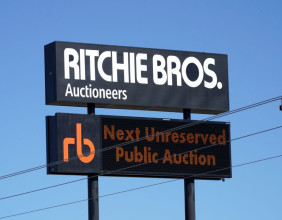 RITCHIE BROS.
Auctioneers
rb
Next Unreserved
Public Auction